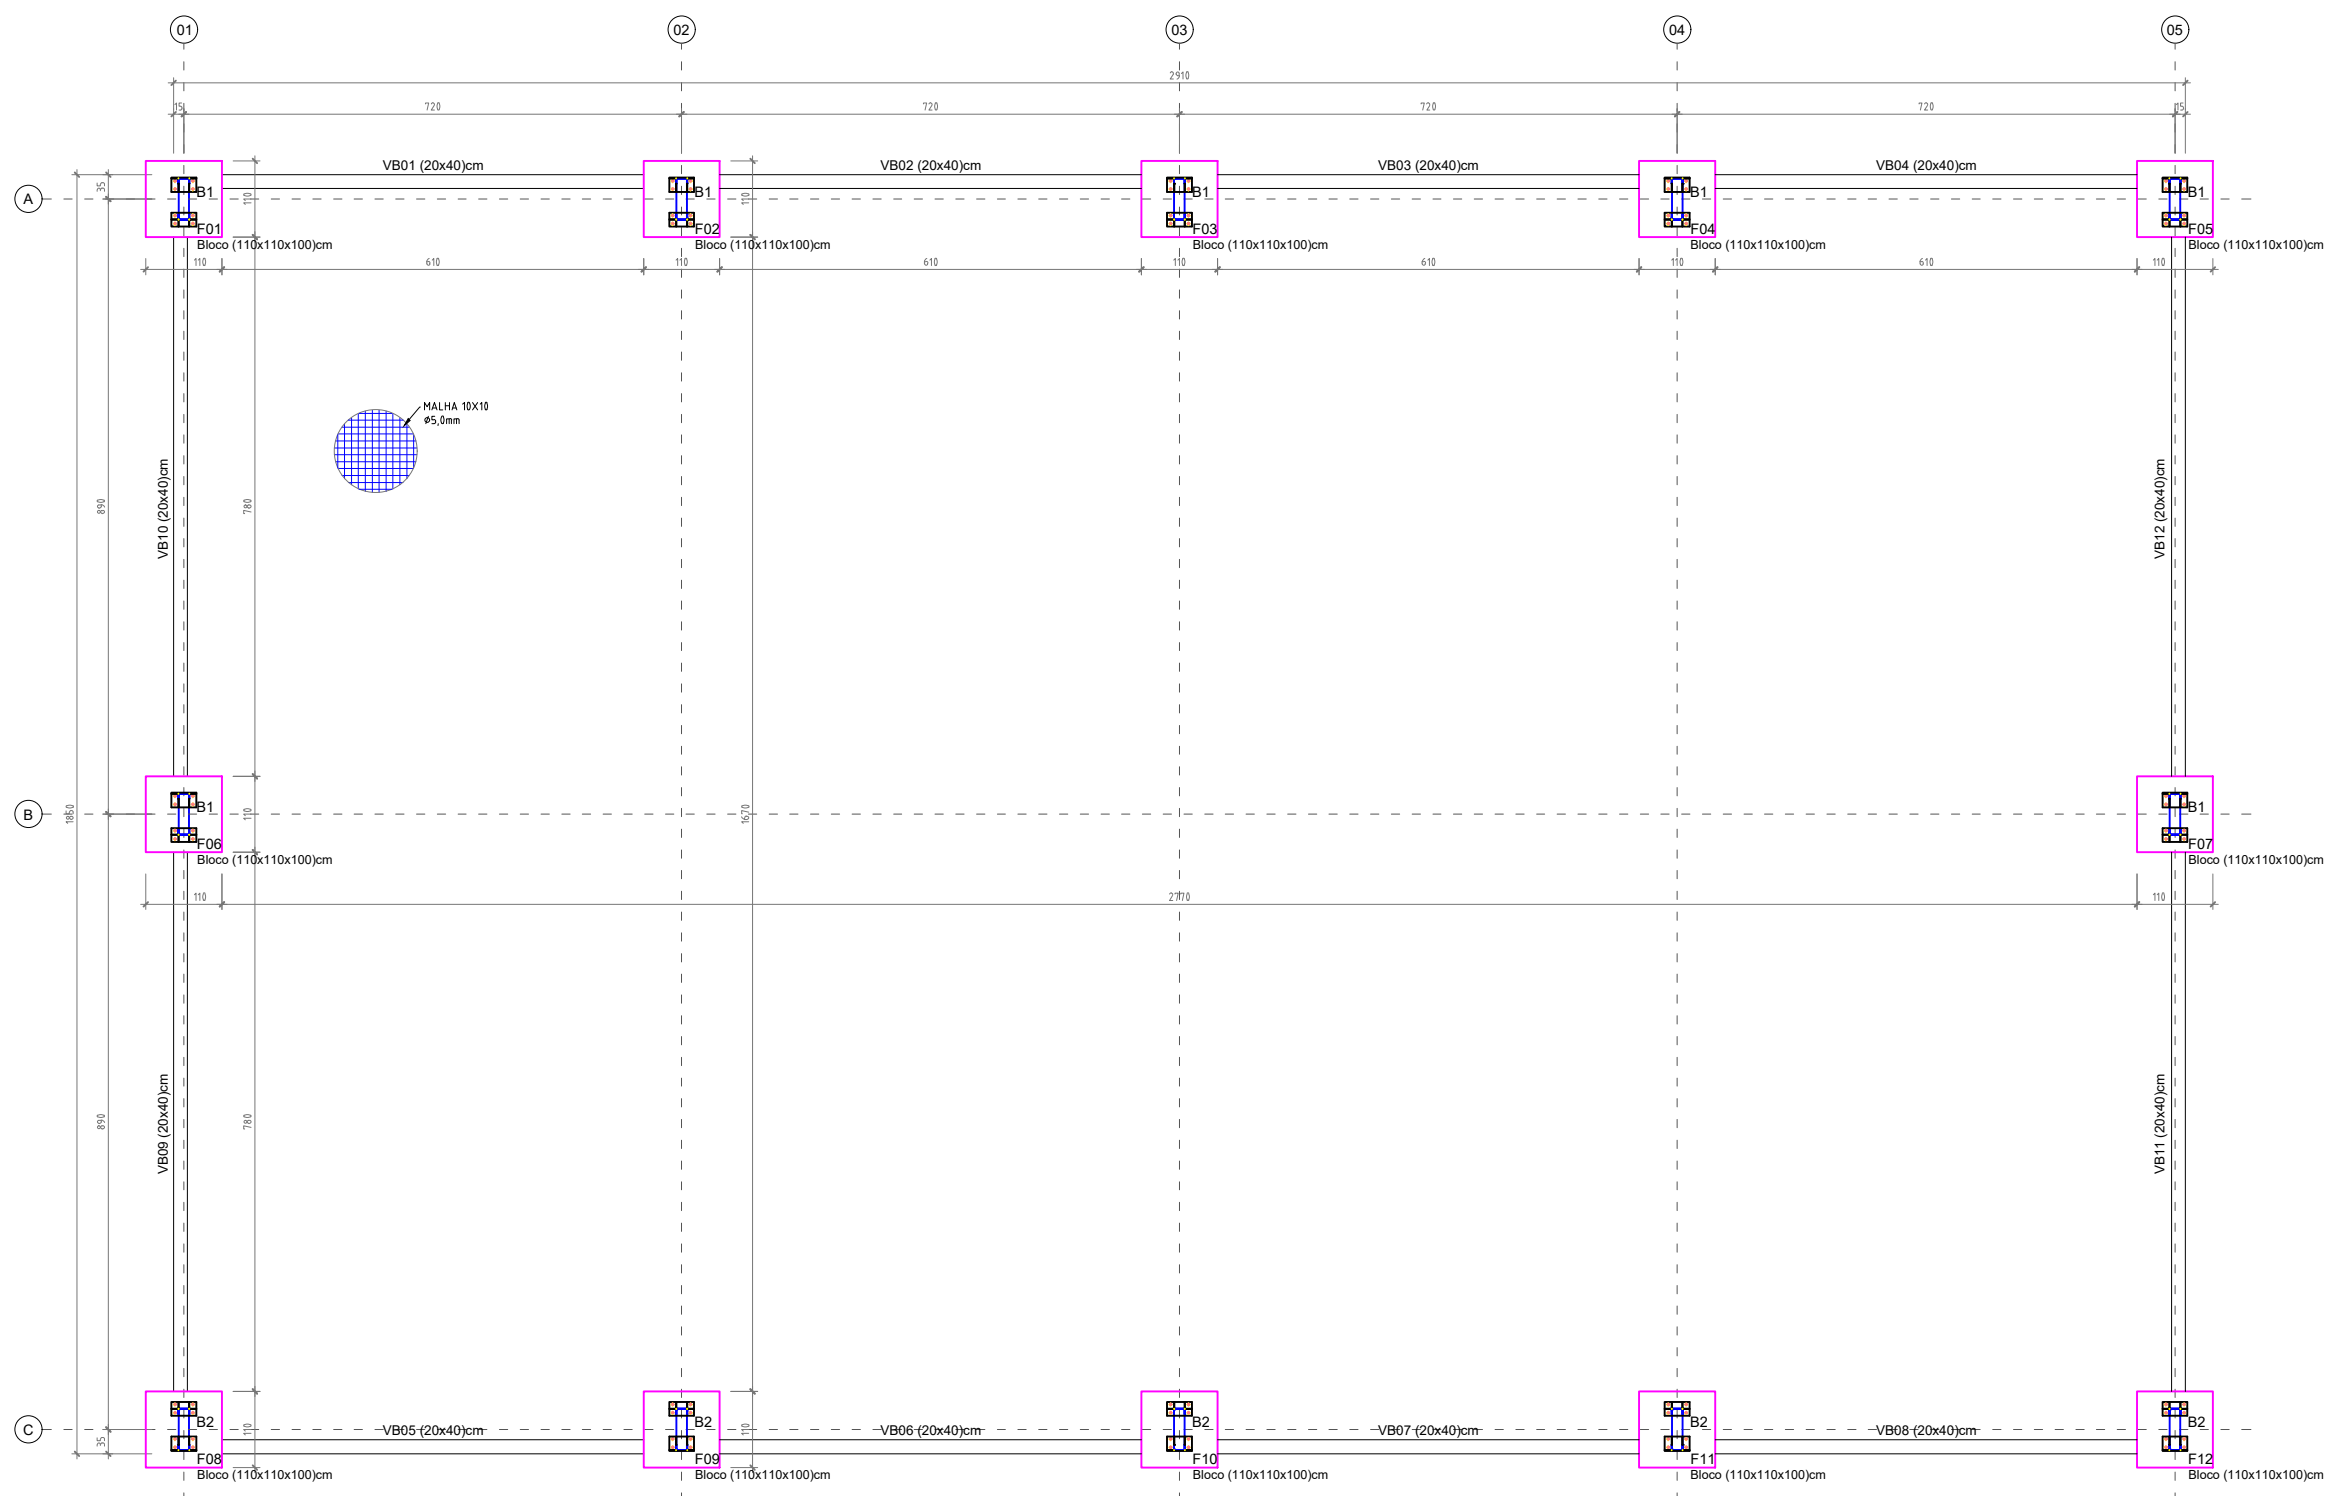 01 02 03 04 05
2910
15 720 720 720 720 15
VB01 (20x40)cm VB02 (20x40)cm VB03 (20x40)cm VB04 (20x40)cm
35 B1 110 B1 110 B1 B1 B1
A
F01 F02 F03 F04 F05
Bloco (110x110x100)cm Bloco (110x110x100)cm Bloco (110x110x100)cm Bloco (110x110x100)cm Bloco (110x110x100)cm
110 610 110 610 110 610 110 610 110
MALHA 10X10
Ø5,0mm
890 VB10 (20x40)cm 780 VB12 (20x40)cm
B1 B1
B 1860 110 1670
F06 F07
Bloco (110x110x100)cm Bloco (110x110x100)cm
110 2770 110
890 VB09 (20x40)cm 780 VB11 (20x40)cm
B2 B2 B2 B2 B2
C 35 110 VB05 (20x40)cm 110 VB06 (20x40)cm VB07 (20x40)cm VB08 (20x40)cm
F08 F09 F10 F11 F12
Bloco (110x110x100)cm Bloco (110x110x100)cm Bloco (110x110x100)cm Bloco (110x110x100)cm Bloco (110x110x100)cm